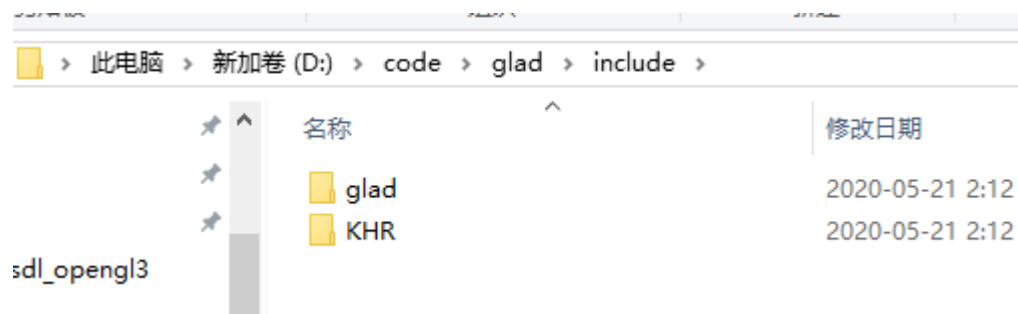 此电脑 > 新加卷 (D:) > code > glad > include >
名称 修改日期
glad 2020-05-21 2:12
KHR 2020-05-21 2:12
sdl_opengl3